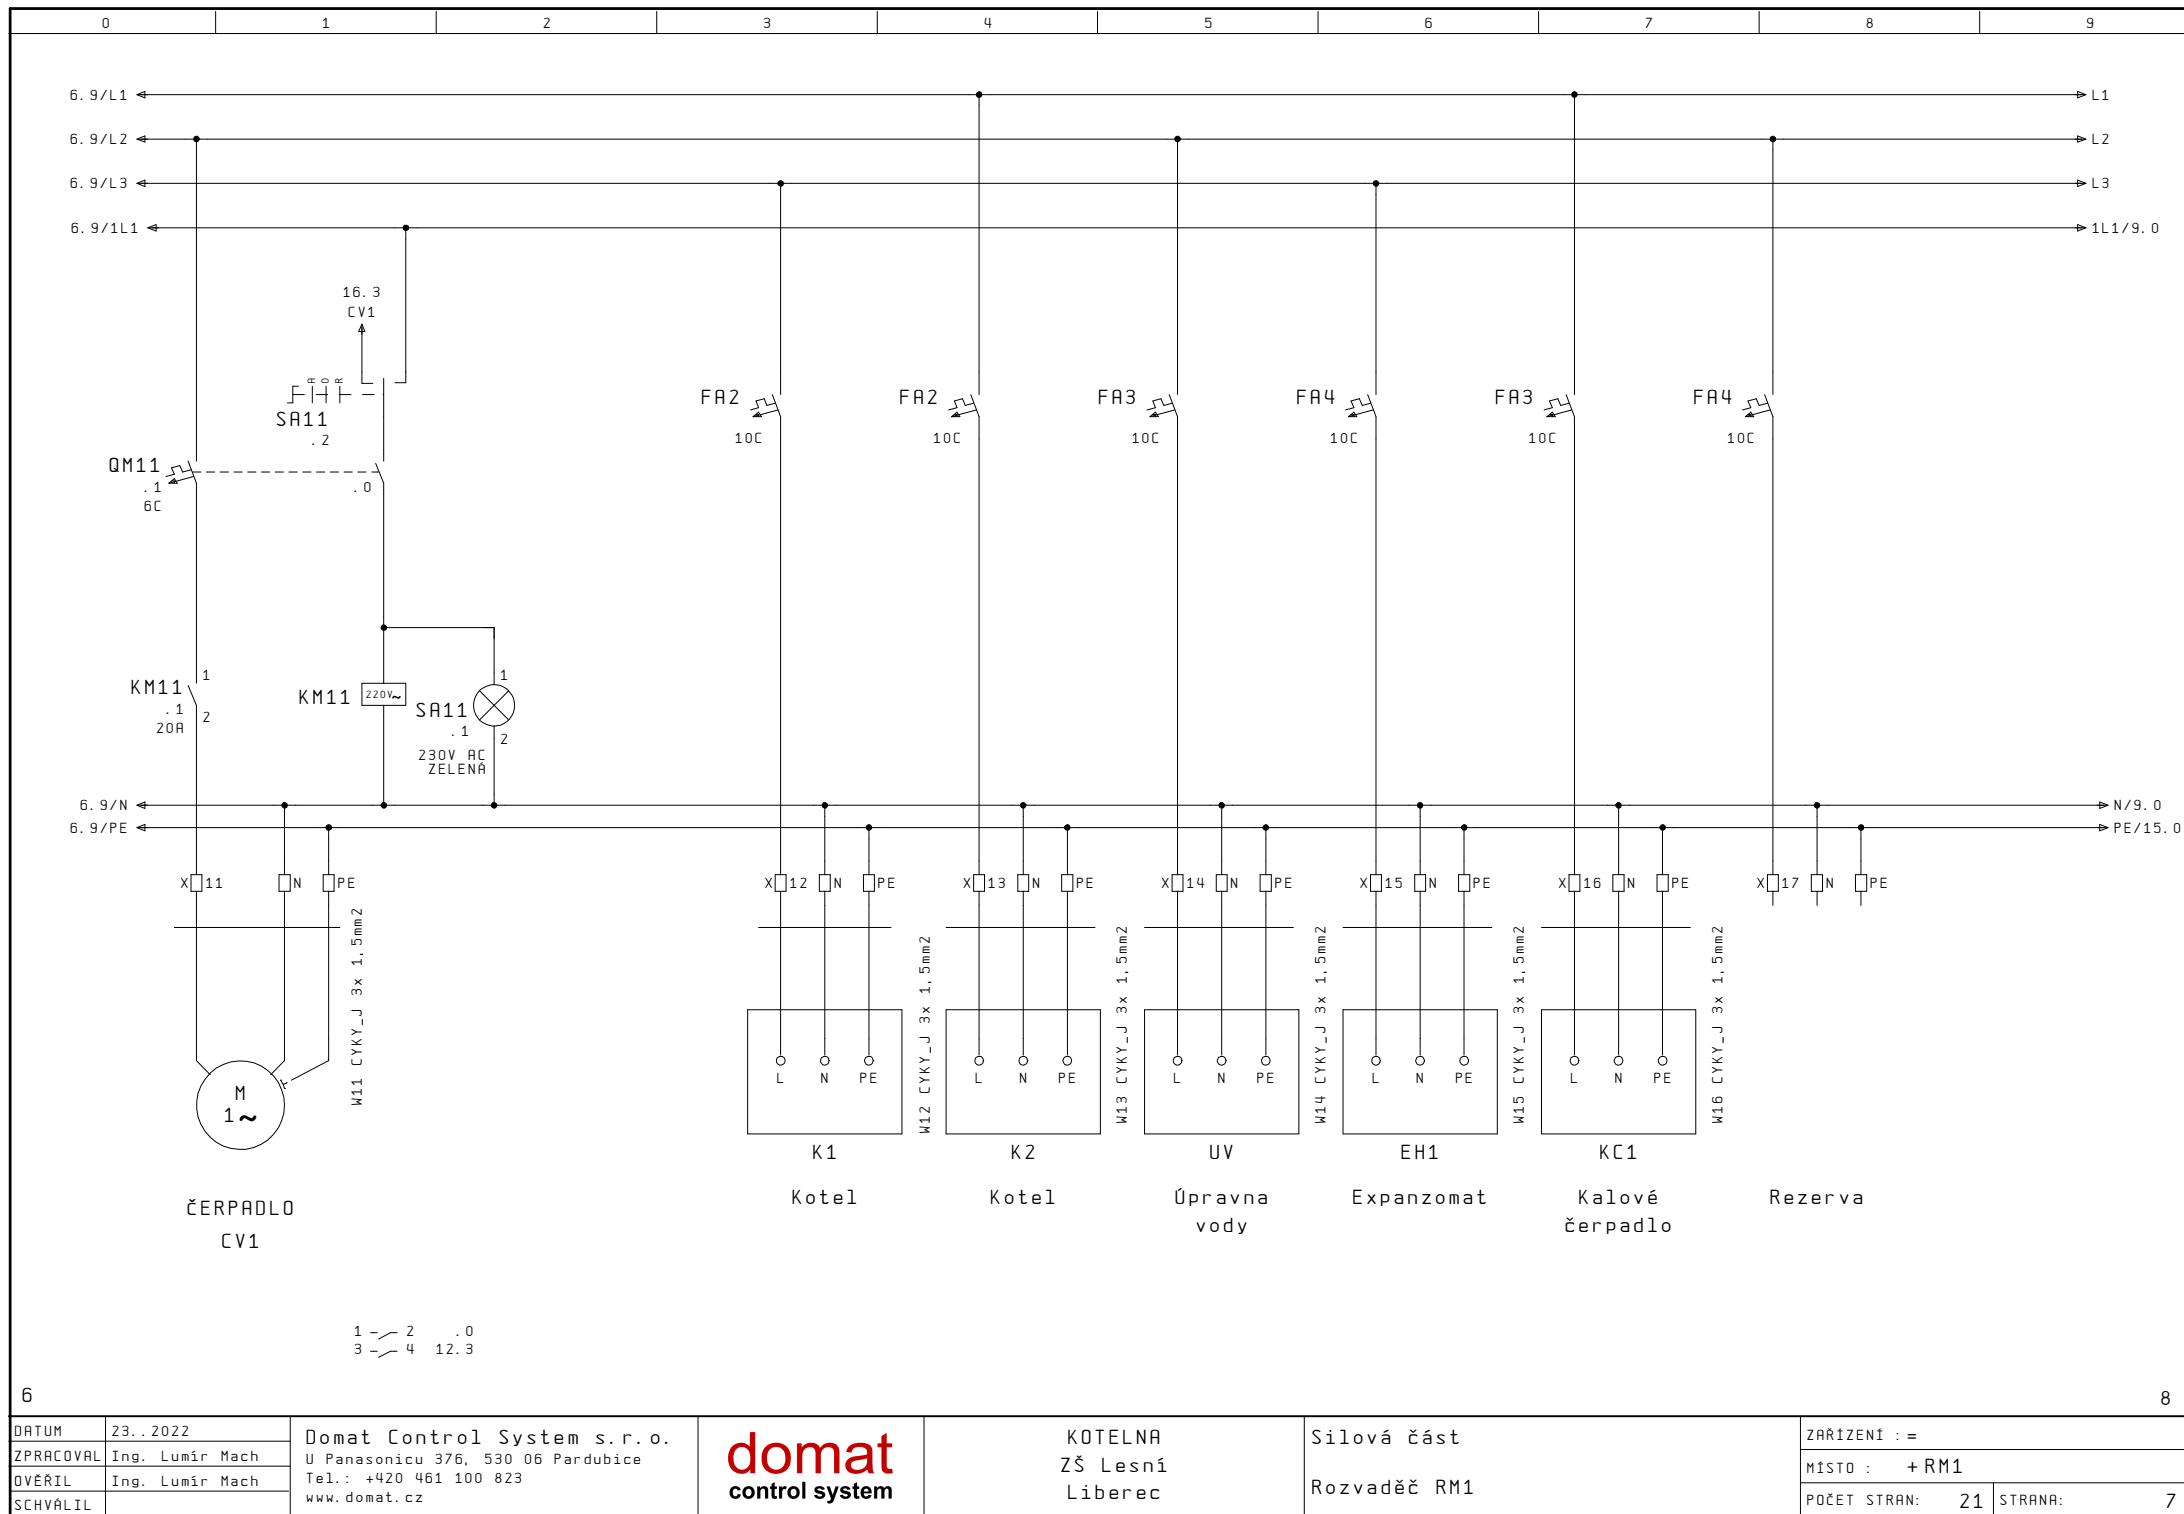 0 1 2 3 4 5 6 7 8 9
6.9/L1 L1
6.9/L2 L2
6.9/L3 L3
6.9/1L1 1L1/9.0
16.3
CV1
A O R
SA11
.2
QM11
.1
6C
.0
FA2
10C
FA2
10C
FA3
10C
FA4
10C
FA3
10C
FA4
10C
KM11
.1
20A
1
2
KM11
220V~
SA11
.1
230V AC
ZELENÁ
1
2
6.9/N N/9.0
6.9/PE PE/15.0
X 11 N PE
X 12 N PE
X 13 N PE
X 14 N PE
X 15 N PE
X 16 N PE
X 17 N PE
W11 CYKY_J 3x 1,5mm2
W12 CYKY_J 3x 1,5mm2
W13 CYKY_J 3x 1,5mm2
W14 CYKY_J 3x 1,5mm2
W15 CYKY_J 3x 1,5mm2
W16 CYKY_J 3x 1,5mm2
M
1~
L N PE
L N PE
L N PE
L N PE
L N PE
ČERPADLO
CV1
K1
Kotel
K2
Kotel
UV
Úpravna
vody
EH1
Expanzomat
KC1
Kalové
čerpadlo
Rezerva
1 2 .0
3 4 12.3
6 8
DATUM 23..2022
ZPRACOVAL Ing. Lumír Mach
OVĚŘIL Ing. Lumír Mach
SCHVÁLIL
Domat Control System s.r.o.
U Panasonicu 376, 530 06 Pardubice
Tel.: +420 461 100 823
www.domat.cz
domat
control system
KOTELNA
ZŠ Lesní
Liberec
Silová část
Rozvaděč RM1
ZAŘÍZENÍ : =
MÍSTO : +RM1
POČET STRAN: 21 STRANA: 7